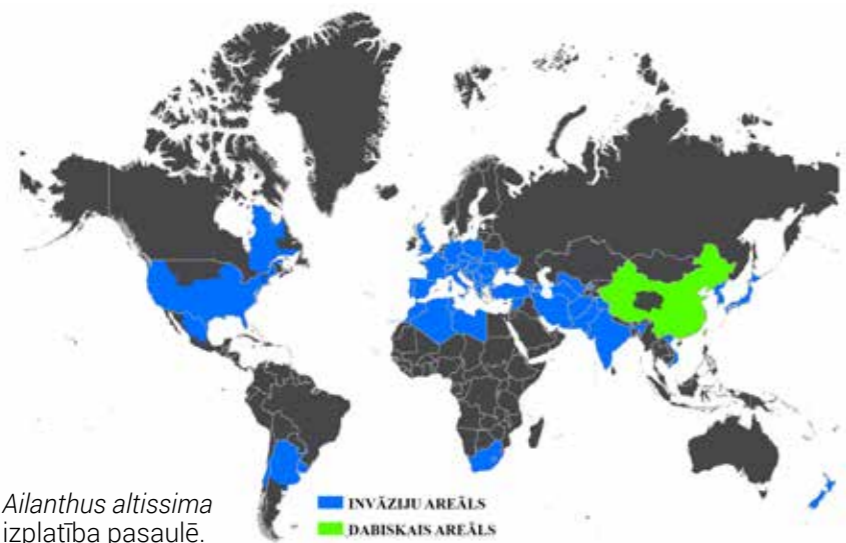 Ailanthus altissima
izplatība pasaulē.
INVĀZIJU AREĀLS
DABISKAIS AREĀLS